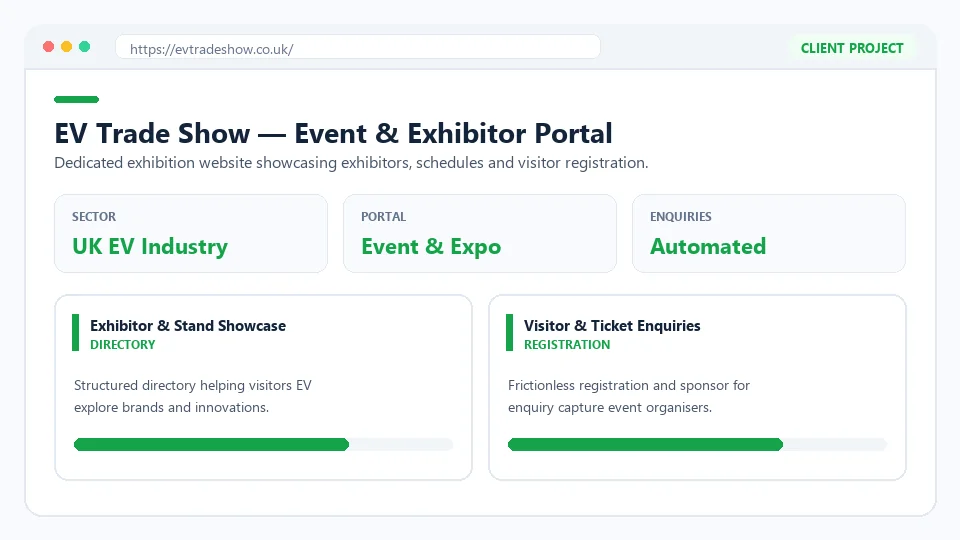 https://evtradeshow.co.uk/
CLIENT PROJECT
EV Trade Show — Event & Exhibitor Portal
Dedicated exhibition website showcasing exhibitors, schedules and visitor registration.
SECTOR
UK EV Industry
PORTAL
Event & Expo
ENQUIRIES
Automated
Exhibitor & Stand Showcase
DIRECTORY
Structured directory helping visitors EV
explore brands and innovations.
Visitor & Ticket Enquiries
REGISTRATION
Frictionless registration and sponsor for
enquiry capture event organisers.